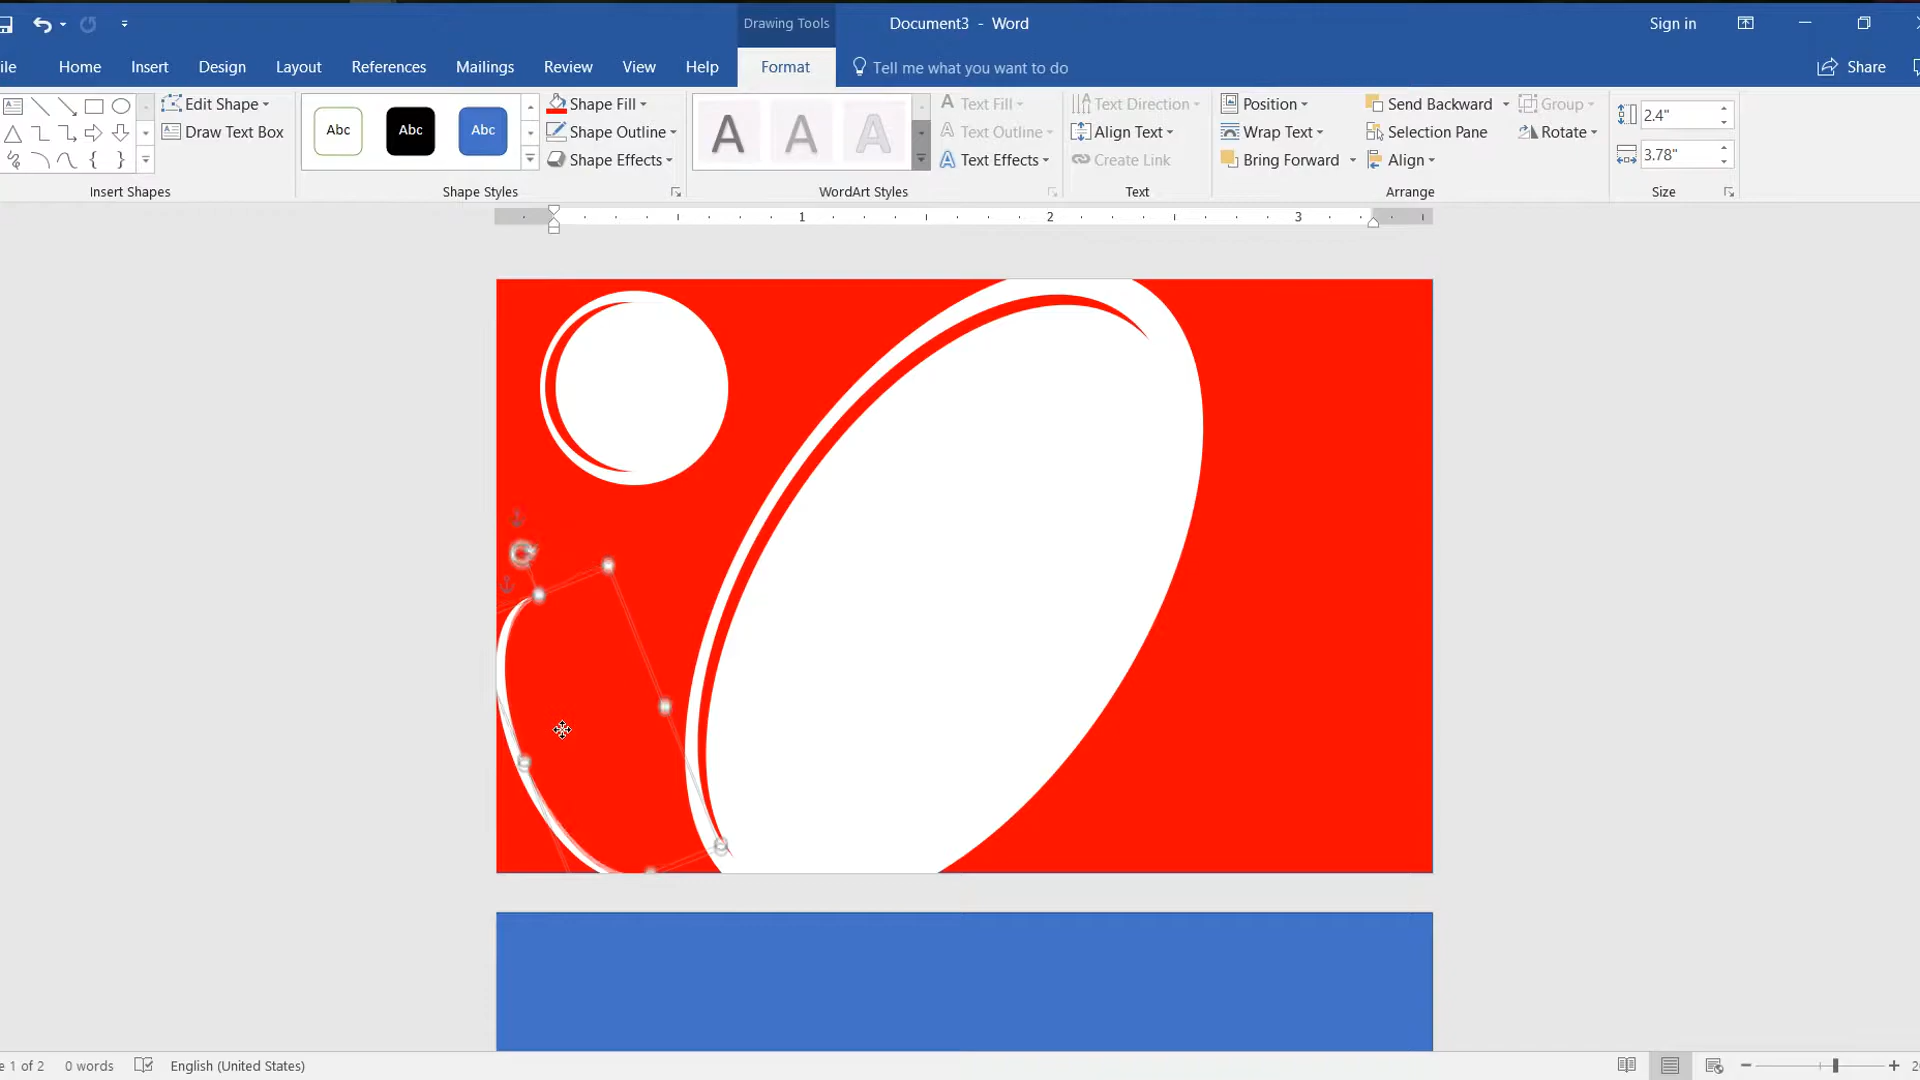 Drawing Tools
Document3 - Word
Sign in
ile
Home
Insert
Design
Layout
References
Mailings
Review
View
Help
Format
Tell me what you want to do
Share
Edit Shape
Draw Text Box
Insert Shapes
Abc
Abc
Abc
Shape Fill
Shape Outline
Shape Effects
Shape Styles
A
A
A
Text Fill
Text Outline
Text Effects
WordArt Styles
Text Direction
Align Text
Create Link
Text
Position
Wrap Text
Bring Forward
Send Backward
Selection Pane
Align
Group
Rotate
Arrange
2.4"
3.78"
Size
1
2
3
e 1 of 2
0 words
English (United States)
2